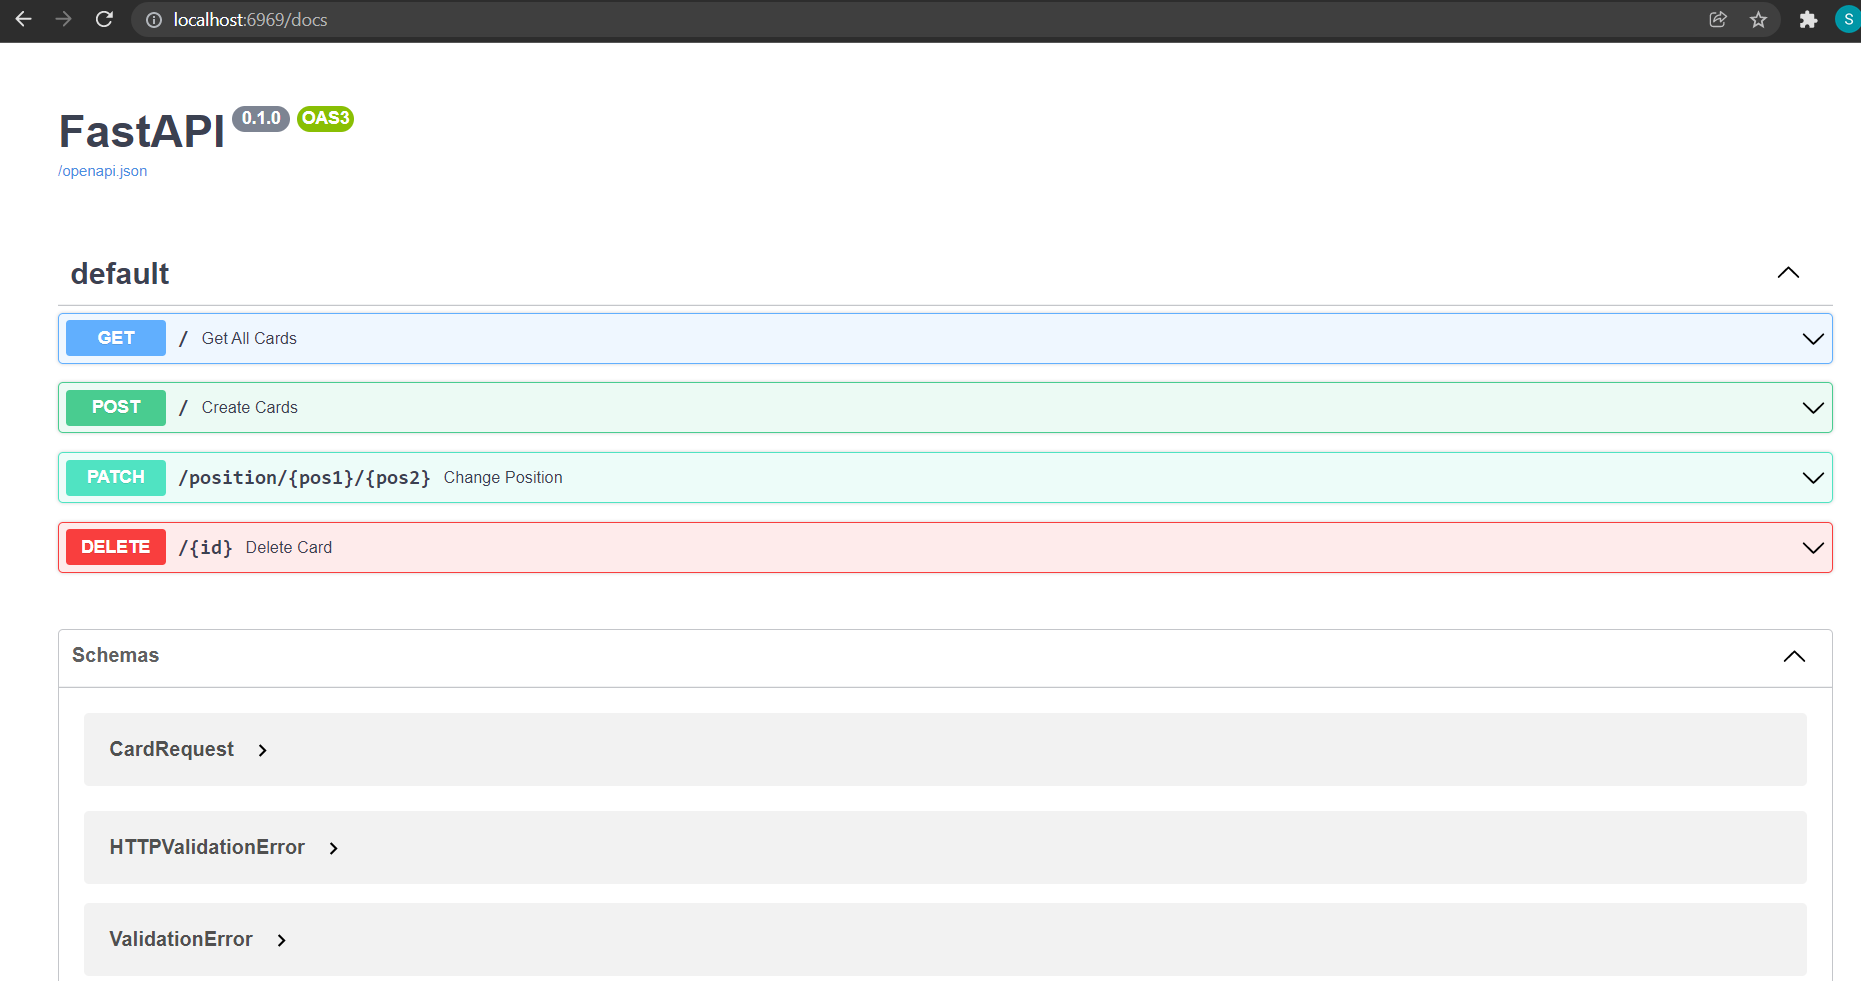 localhost:6969/docs
S
FastAPI 0.1.0 OAS3
/openapi.json
default
GET / Get All Cards
POST / Create Cards
PATCH /position/{pos1}/{pos2} Change Position
DELETE /{id} Delete Card
Schemas
CardRequest
HTTPValidationError
ValidationError